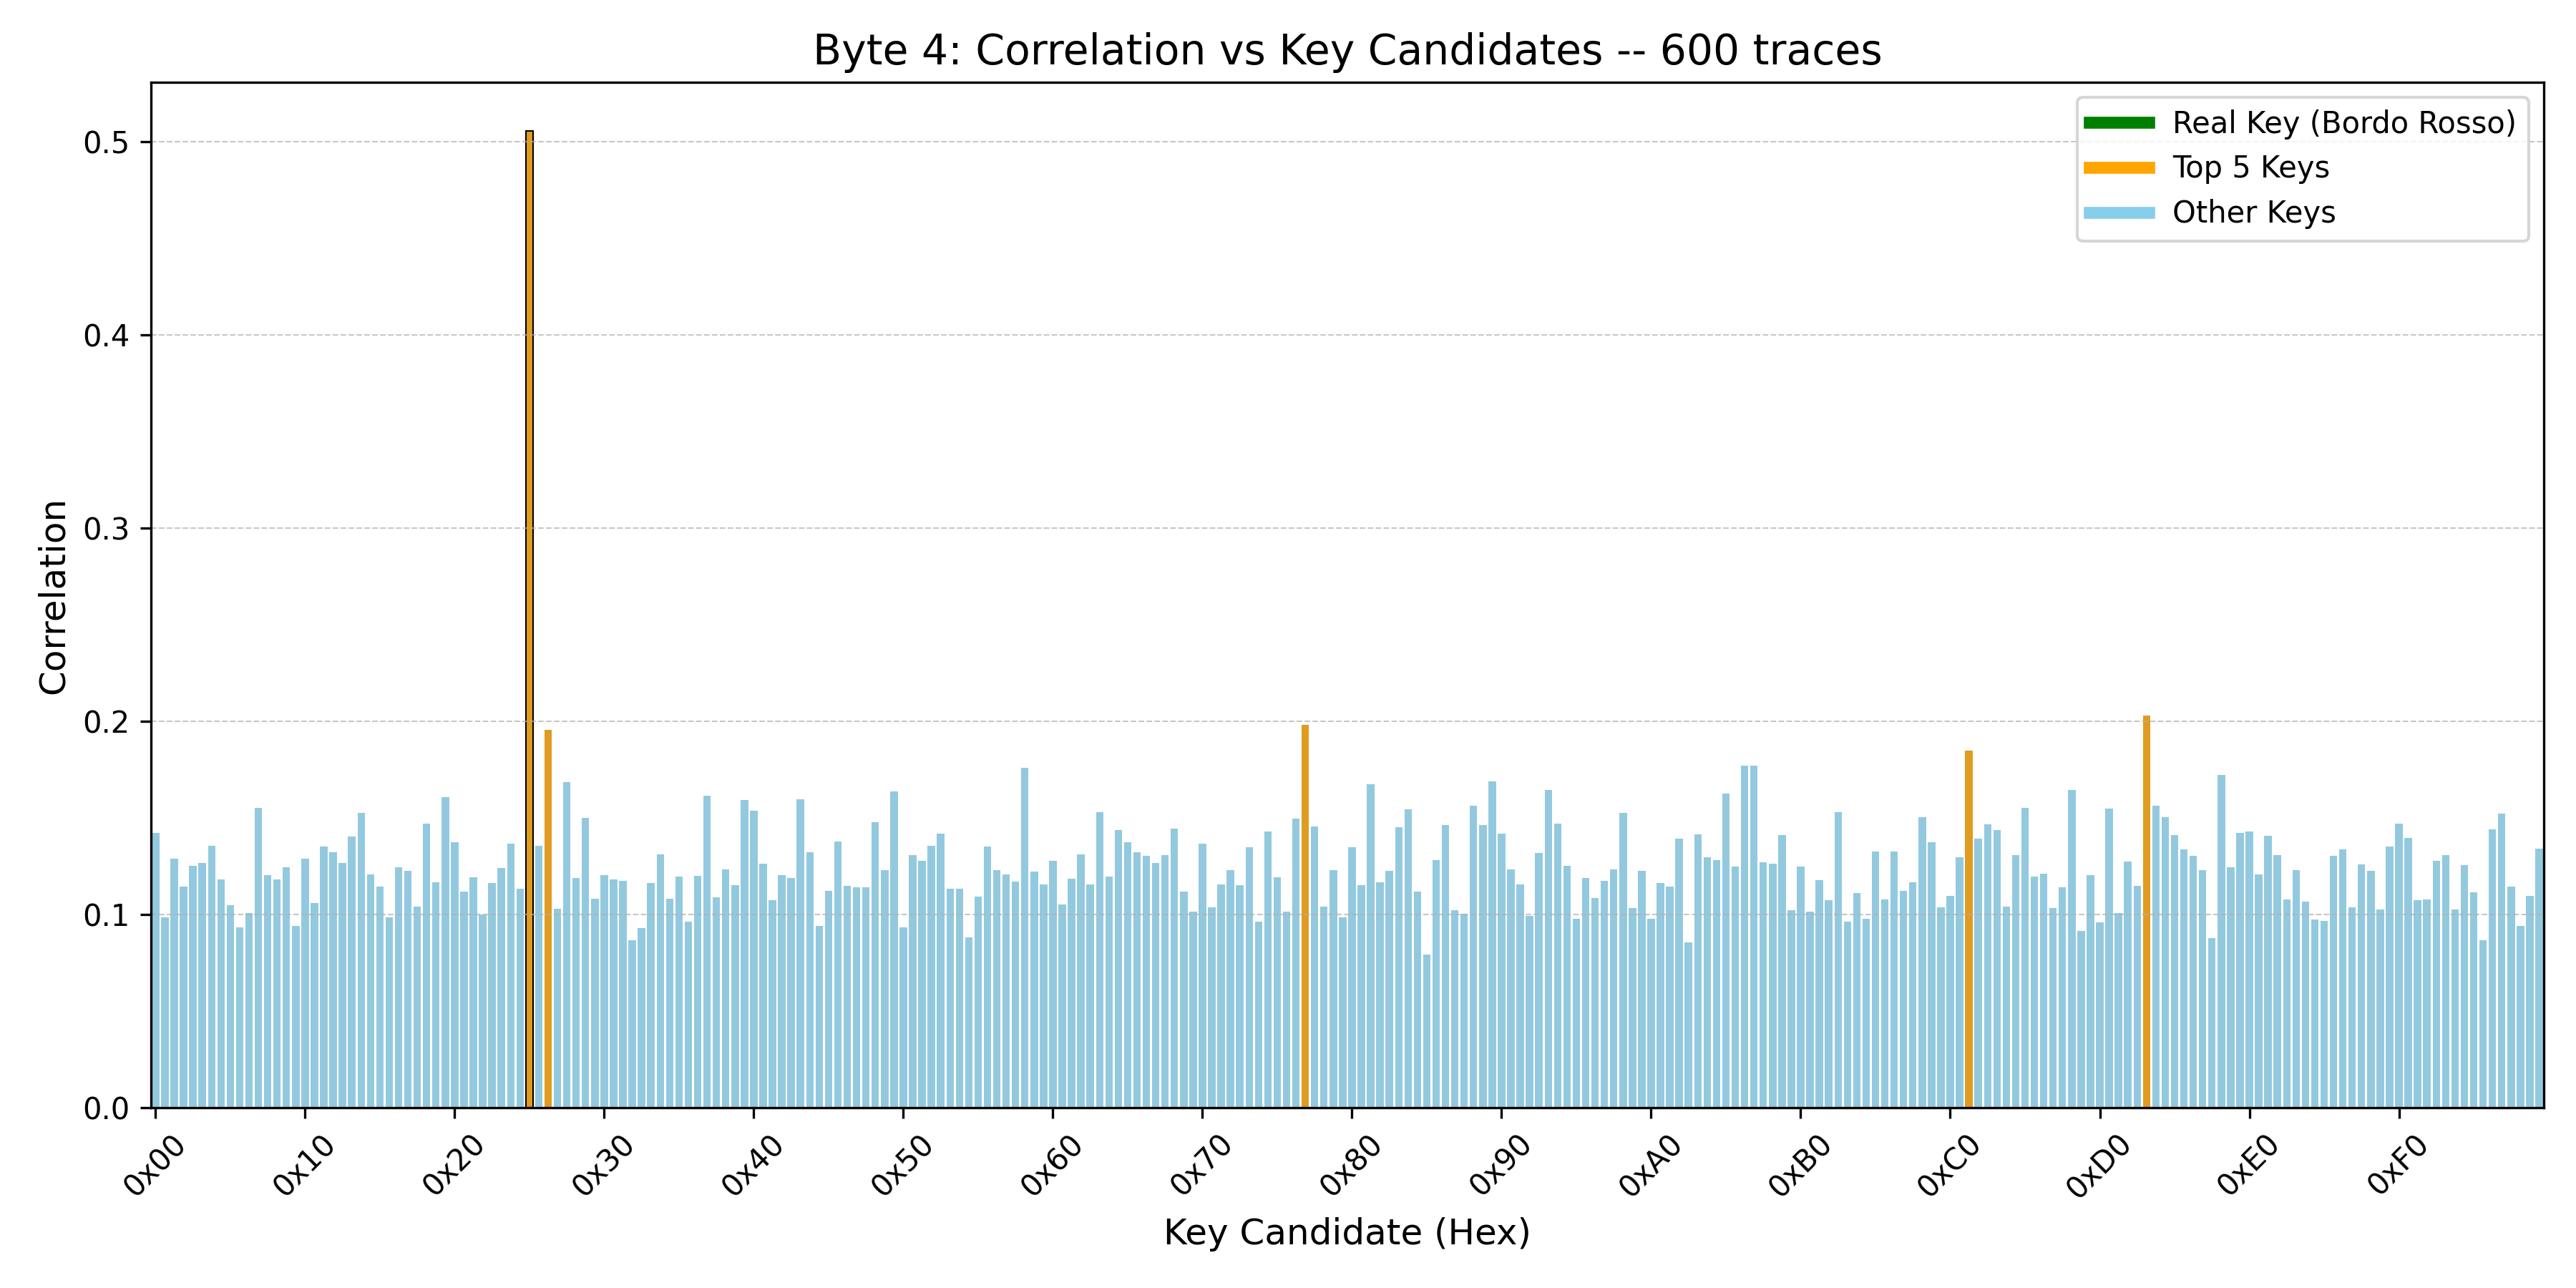 Byte 4: Correlation vs Key Candidates -- 600 traces
Real Key (Bordo Rosso)
Top 5 Keys
Other Keys
Correlation
0.5
0.4
0.3
0.2
0.1
0.0
0x00 0x10 0x20 0x30 0x40 0x50 0x60 0x70 0x80 0x90 0xA0 0xB0 0xC0 0xD0 0xE0 0xF0
Key Candidate (Hex)